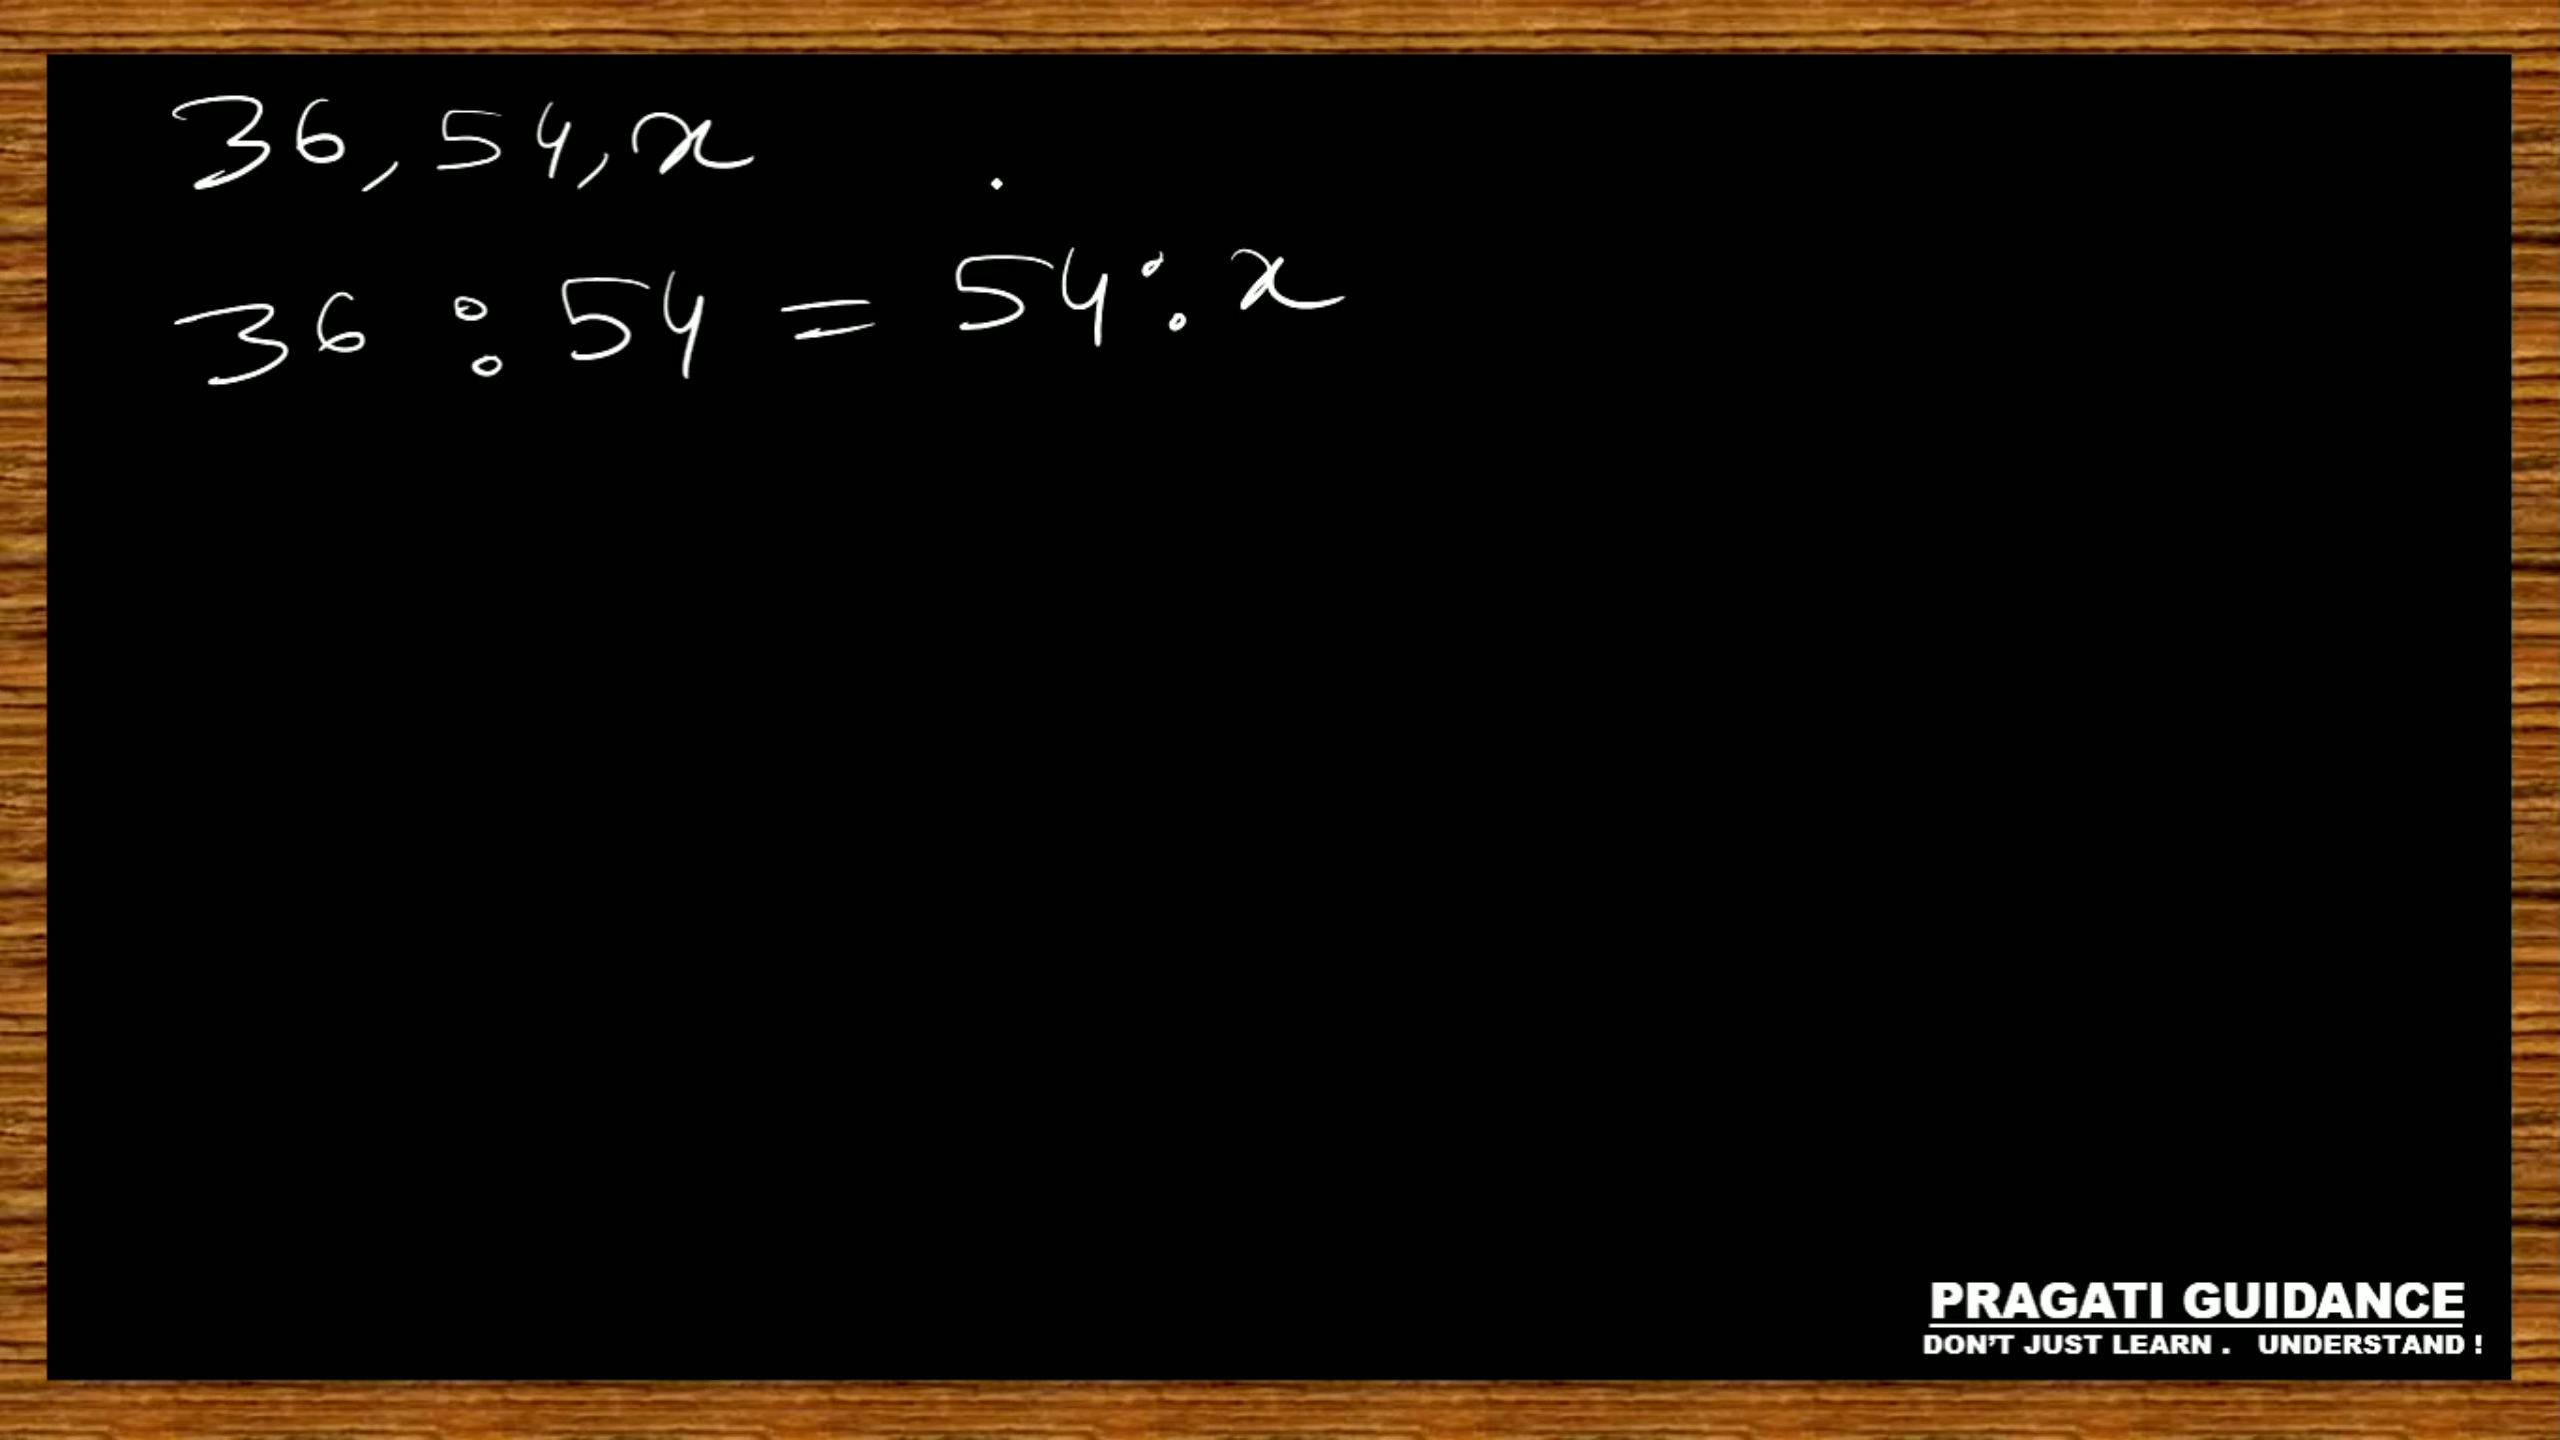 36, 54, x
36 : 54 = 54 : x
PRAGATI GUIDANCE
DON'T JUST LEARN . UNDERSTAND !